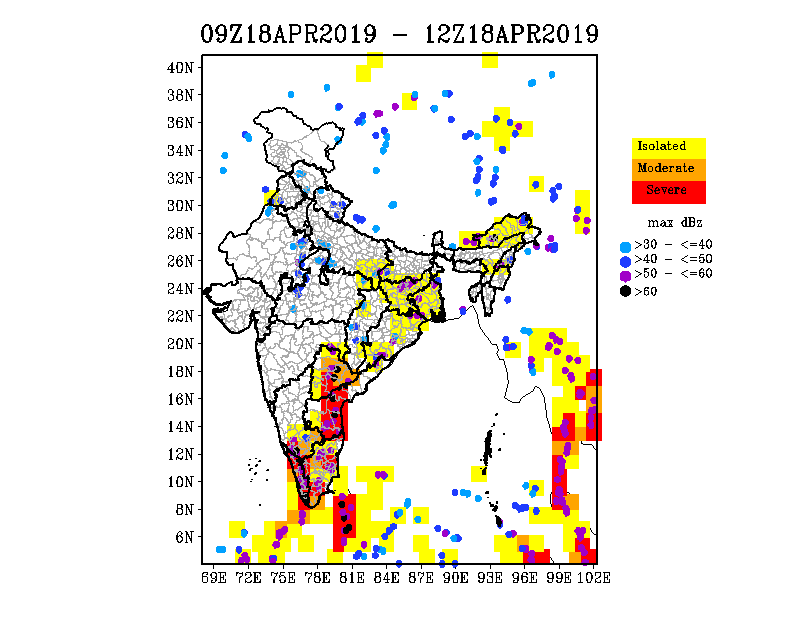 09Z18APR2019 - 12Z18APR2019
40N
38N
36N
34N
32N
30N
28N
26N
24N
22N
20N
18N
16N
14N
12N
10N
8N
6N
69E 72E 75E 78E 81E 84E 87E 90E 93E 96E 99E 102E
Isolated
Moderate
Severe
max dBz
>30 - <=40
>40 - <=50
>50 - <=60
>60